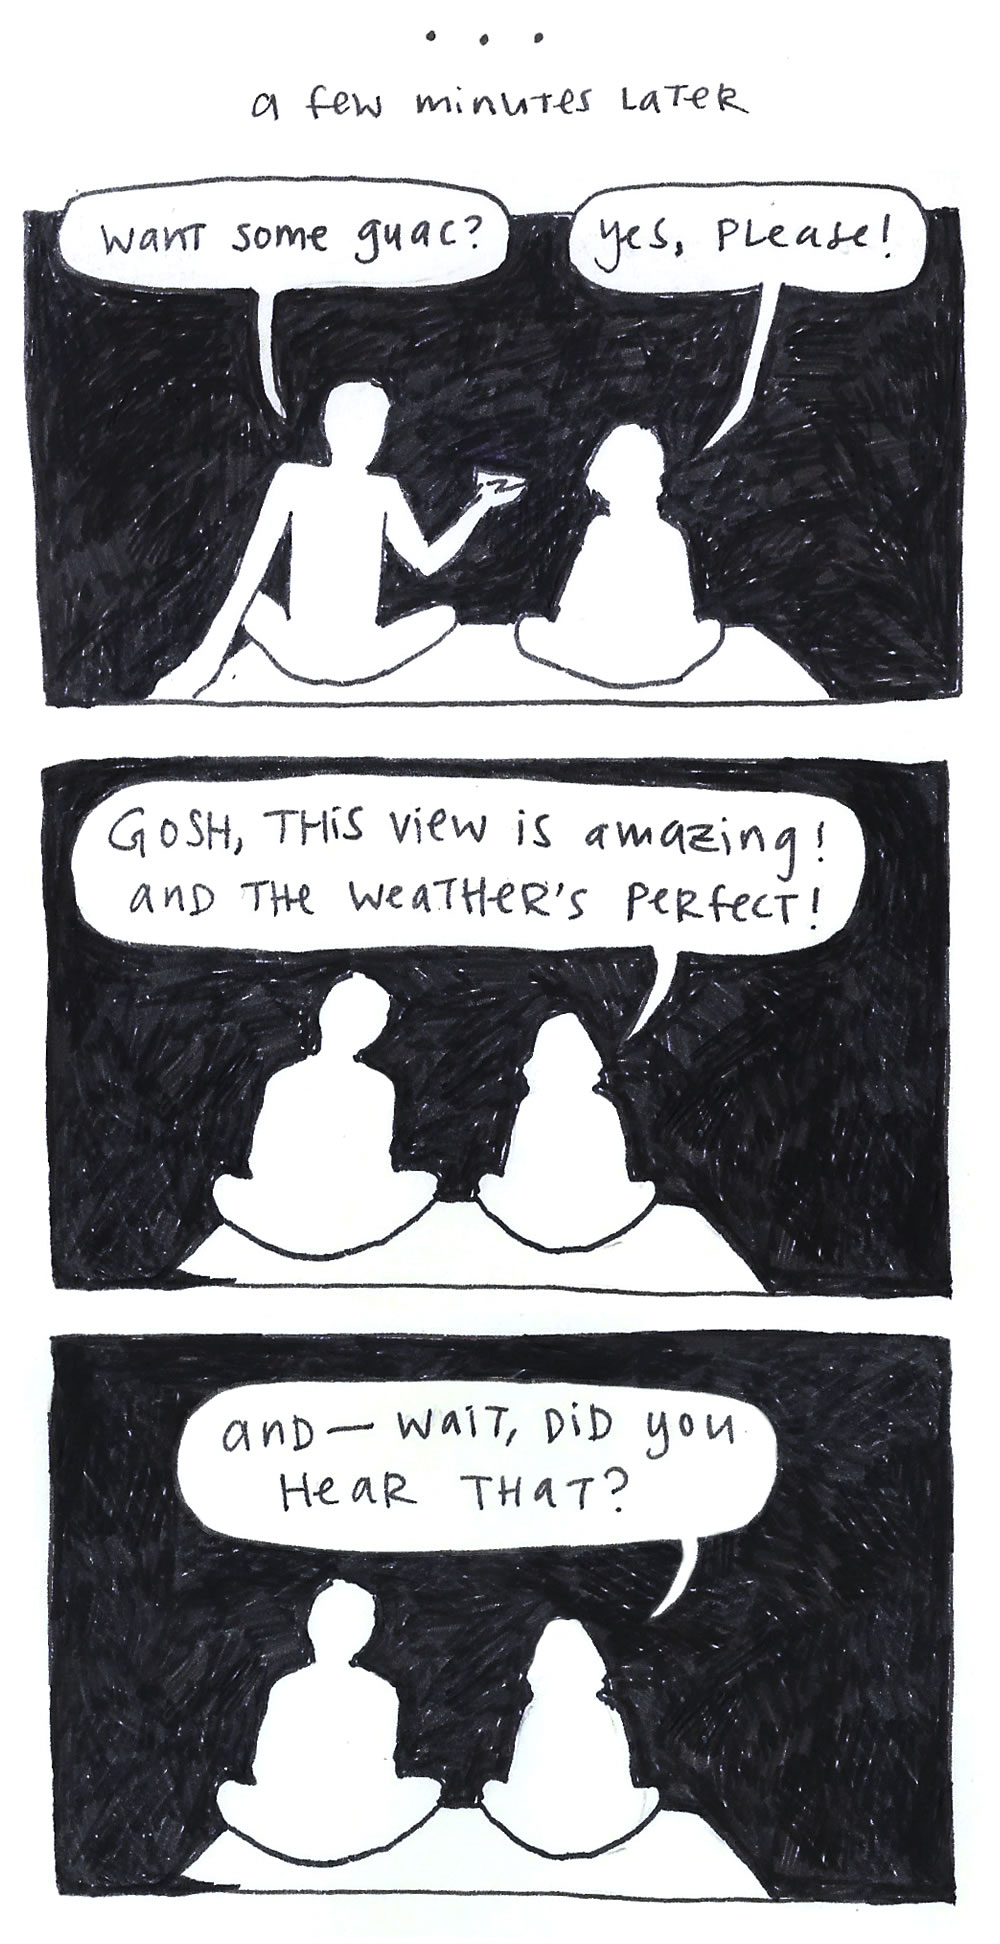 . . .
a few minutes Later
want some guac?
yes, please!
Gosh, this view is amazing!
and the weather's perfect!
and — wait, did you
hear that?